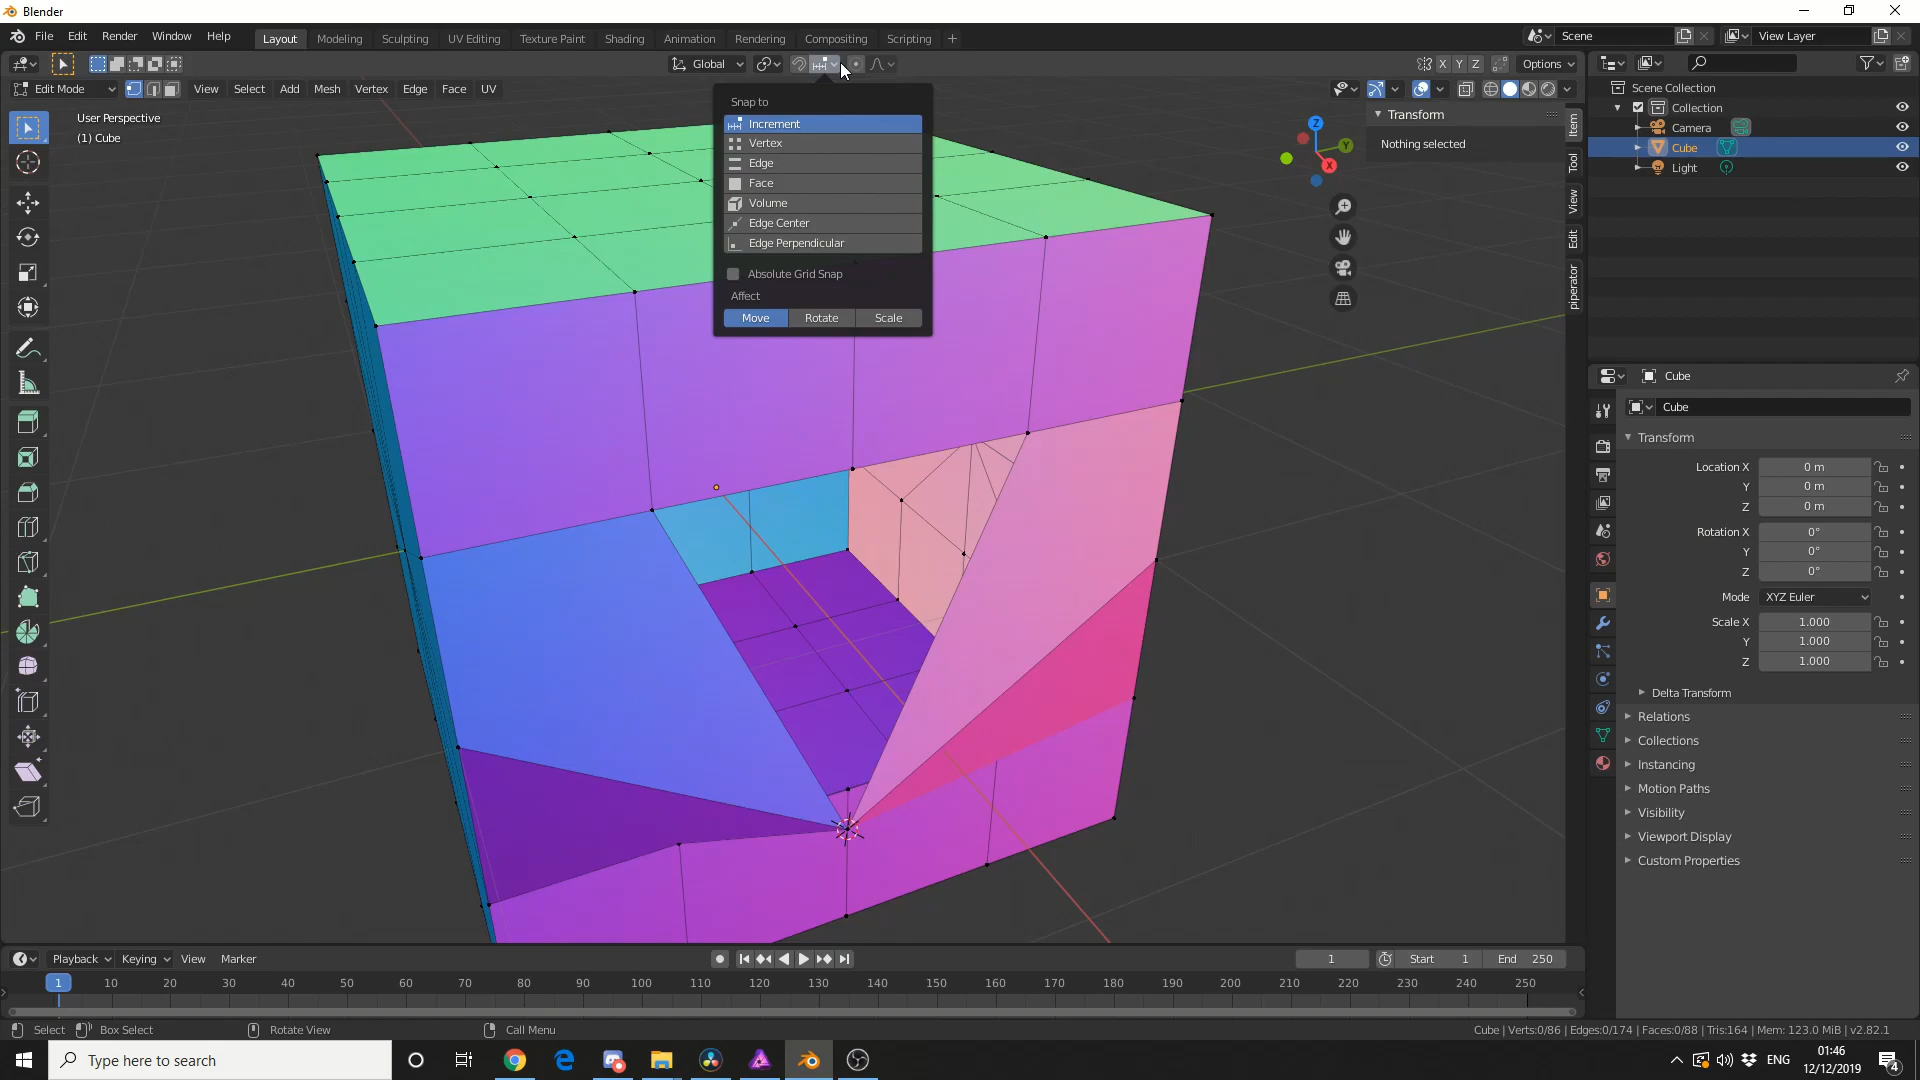 Blender
File Edit Render Window Help Layout Modeling Sculpting UV Editing Texture Paint Shading Animation Rendering Compositing Scripting + Scene View Layer
Global X Y Z Options
Edit Mode View Select Add Mesh Vertex Edge Face UV
User Perspective
(1) Cube
Snap to
Increment
Vertex
Edge
Face
Volume
Edge Center
Edge Perpendicular
Absolute Grid Snap
Affect
Move Rotate Scale
Z
Y
X
Transform
Nothing selected
Item
Tool
View
Edit
piperator
Scene Collection
Collection
Camera
Cube
Light
Cube
Cube
Transform
Location X 0 m
Y 0 m
Z 0 m
Rotation X 0°
Y 0°
Z 0°
Mode XYZ Euler
Scale X 1.000
Y 1.000
Z 1.000
Delta Transform
Relations
Collections
Instancing
Motion Paths
Visibility
Viewport Display
Custom Properties
Playback Keying View Marker 1 Start 1 End 250
1 10 20 30 40 50 60 70 80 90 100 110 120 130 140 150 160 170 180 190 200 210 220 230 240 250
Select Box Select Rotate View Call Menu Cube | Verts:0/86 | Edges:0/174 | Faces:0/88 | Tris:164 | Mem: 123.0 MiB | v2.82.1
Type here to search ENG 01:46
12/12/2019 4